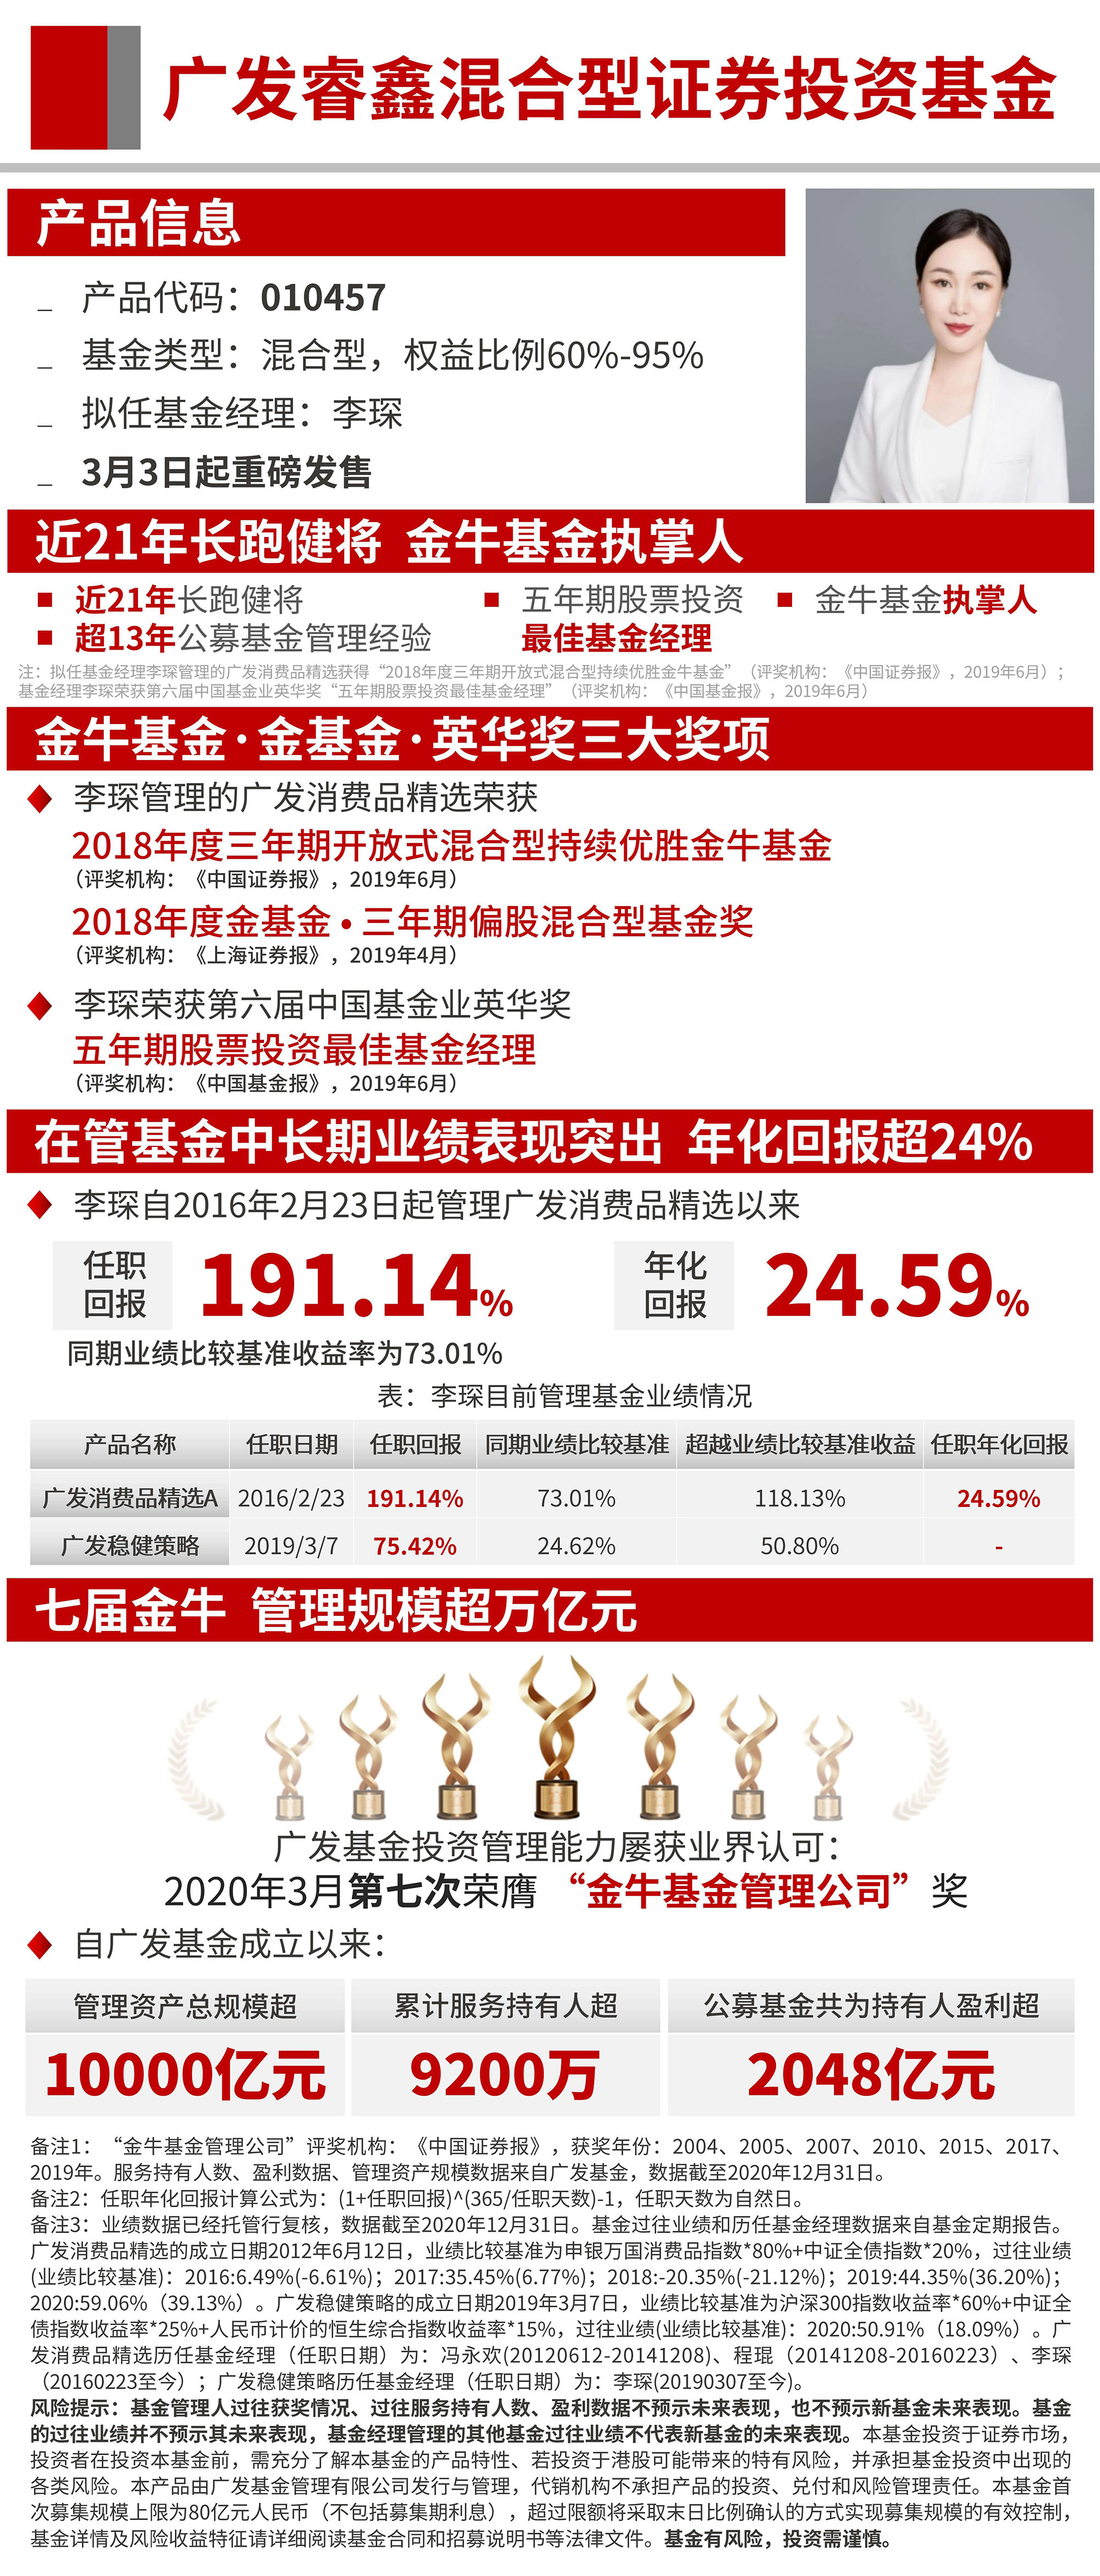 广发睿鑫混合型证券投资基金
产品信息
_ 产品代码：010457
_ 基金类型：混合型，权益比例60%-95%
_ 拟任基金经理：李琛
_ 3月3日起重磅发售
近21年长跑健将 金牛基金执掌人
■ 近21年长跑健将
■ 超13年公募基金管理经验
■ 五年期股票投资
最佳基金经理
■ 金牛基金执掌人
注：拟任基金经理李琛管理的广发消费品精选获得“2018年度三年期开放式混合型持续优胜金牛基金”（评奖机构：《中国证券报》，2019年6月）；
基金经理李琛荣获第六届中国基金业英华奖“五年期股票投资最佳基金经理”（评奖机构：《中国基金报》，2019年6月）
金牛基金·金基金·英华奖三大奖项
◆ 李琛管理的广发消费品精选荣获
2018年度三年期开放式混合型持续优胜金牛基金
（评奖机构：《中国证券报》，2019年6月）
2018年度金基金•三年期偏股混合型基金奖
（评奖机构：《上海证券报》，2019年4月）
◆ 李琛荣获第六届中国基金业英华奖
五年期股票投资最佳基金经理
（评奖机构：《中国基金报》，2019年6月）
在管基金中长期业绩表现突出 年化回报超24%
◆ 李琛自2016年2月23日起管理广发消费品精选以来
任职
回报
191.14%
年化
回报
24.59%
同期业绩比较基准收益率为73.01%
表：李琛目前管理基金业绩情况
产品名称 任职日期 任职回报 同期业绩比较基准 超越业绩比较基准收益 任职年化回报
广发消费品精选A 2016/2/23 191.14% 73.01% 118.13% 24.59%
广发稳健策略 2019/3/7 75.42% 24.62% 50.80% -
七届金牛 管理规模超万亿元
广发基金投资管理能力屡获业界认可：
2020年3月第七次荣膺“金牛基金管理公司”奖
◆ 自广发基金成立以来：
管理资产总规模超 累计服务持有人超 公募基金共为持有人盈利超
10000亿元 9200万 2048亿元
备注1：“金牛基金管理公司”评奖机构：《中国证券报》，获奖年份：2004、2005、2007、2010、2015、2017、
2019年。服务持有人数、盈利数据、管理资产规模数据来自广发基金，数据截至2020年12月31日。
备注2：任职年化回报计算公式为：(1+任职回报)^(365/任职天数)-1，任职天数为自然日。
备注3：业绩数据已经托管行复核，数据截至2020年12月31日。基金过往业绩和历任基金经理数据来自基金定期报告。
广发消费品精选的成立日期2012年6月12日，业绩比较基准为申银万国消费品指数*80%+中证全债指数*20%，过往业绩
(业绩比较基准)：2016:6.49%(-6.61%)；2017:35.45%(6.77%)；2018:-20.35%(-21.12%)；2019:44.35%(36.20%)；
2020:59.06%（39.13%）。广发稳健策略的成立日期2019年3月7日，业绩比较基准为沪深300指数收益率*60%+中证全
债指数收益率*25%+人民币计价的恒生综合指数收益率*15%，过往业绩(业绩比较基准)：2020:50.91%（18.09%）。广
发消费品精选历任基金经理（任职日期）为：冯永欢(20120612-20141208)、程琨（20141208-20160223）、李琛
（20160223至今）；广发稳健策略历任基金经理（任职日期）为：李琛(20190307至今)。
风险提示：基金管理人过往获奖情况、过往服务持有人数、盈利数据不预示未来表现，也不预示新基金未来表现。基金
的过往业绩并不预示其未来表现，基金经理管理的其他基金过往业绩不代表新基金的未来表现。本基金投资于证券市场，
投资者在投资本基金前，需充分了解本基金的产品特性、若投资于港股可能带来的特有风险，并承担基金投资中出现的
各类风险。本产品由广发基金管理有限公司发行与管理，代销机构不承担产品的投资、兑付和风险管理责任。本基金首
次募集规模上限为80亿元人民币（不包括募集期利息），超过限额将采取末日比例确认的方式实现募集规模的有效控制，
基金详情及风险收益特征请详细阅读基金合同和招募说明书等法律文件。基金有风险，投资需谨慎。